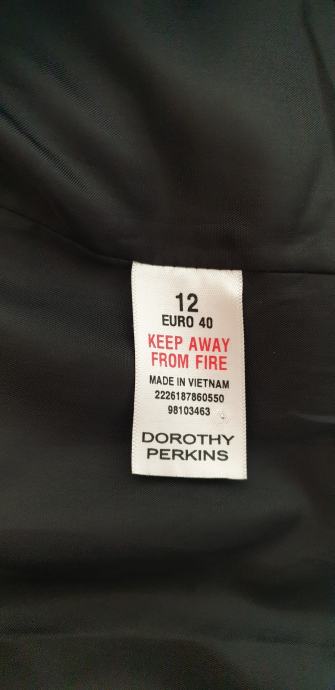 12
EURO 40
KEEP AWAY
FROM FIRE
MADE IN VIETNAM
2226187860550
98103463
DOROTHY
PERKINS